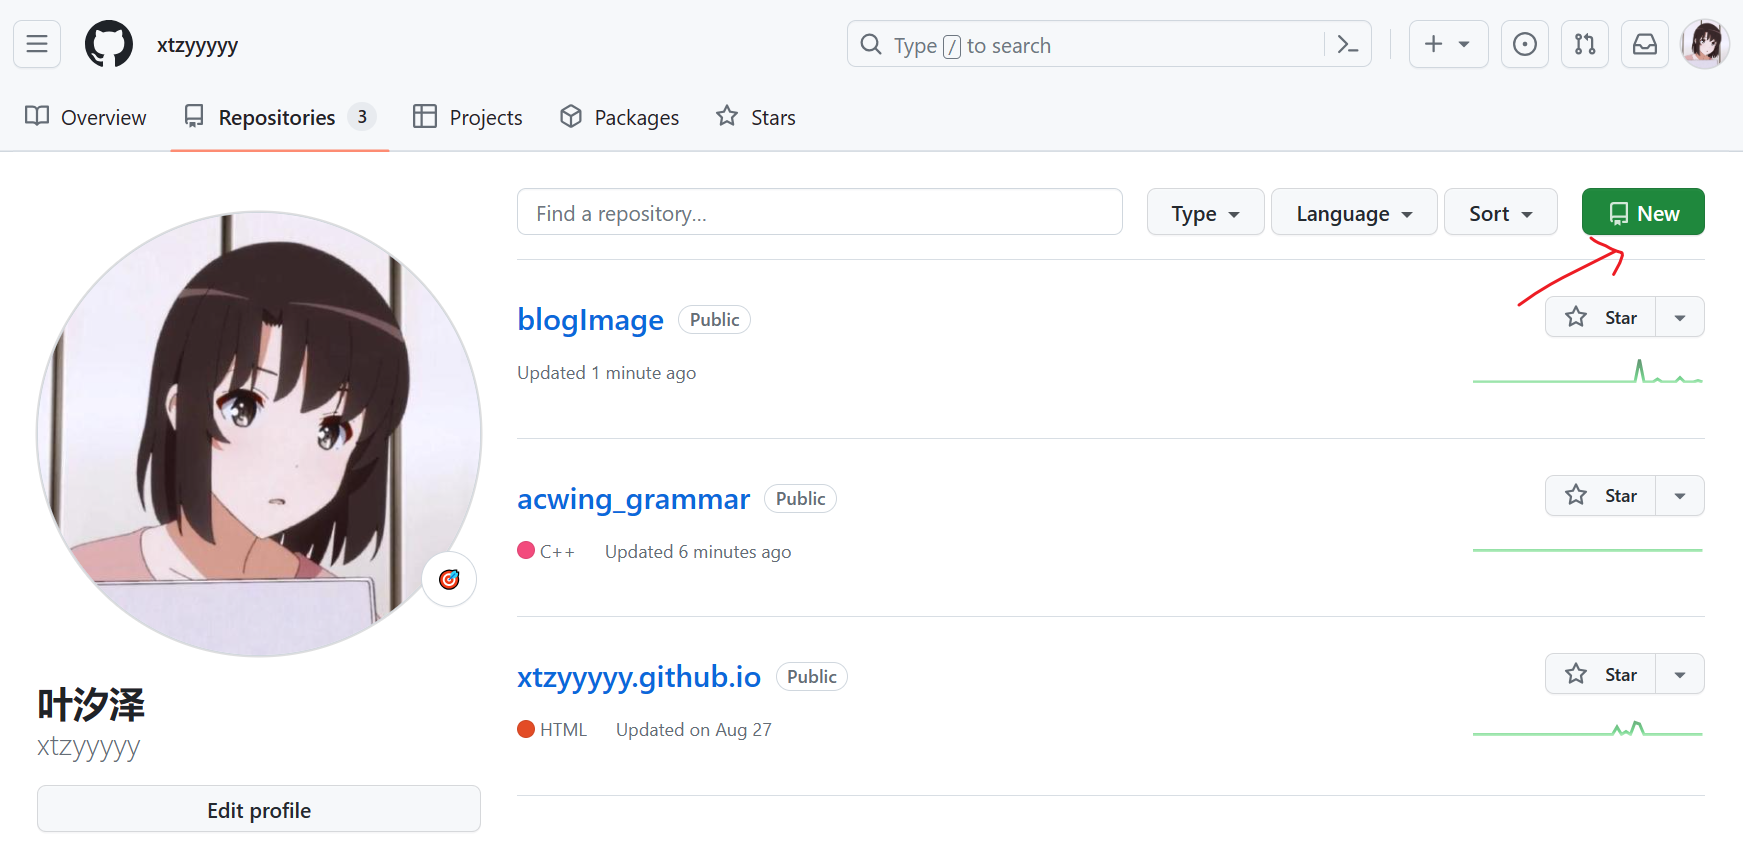 xtzyyyyy
Type / to search
Overview
Repositories 3
Projects
Packages
Stars
Find a repository...
Type
Language
Sort
New
blogImage Public
Star
Updated 1 minute ago
acwing_grammar Public
Star
C++ Updated 6 minutes ago
xtzyyyyy.github.io Public
Star
HTML Updated on Aug 27
叶汐泽
xtzyyyyy
Edit profile